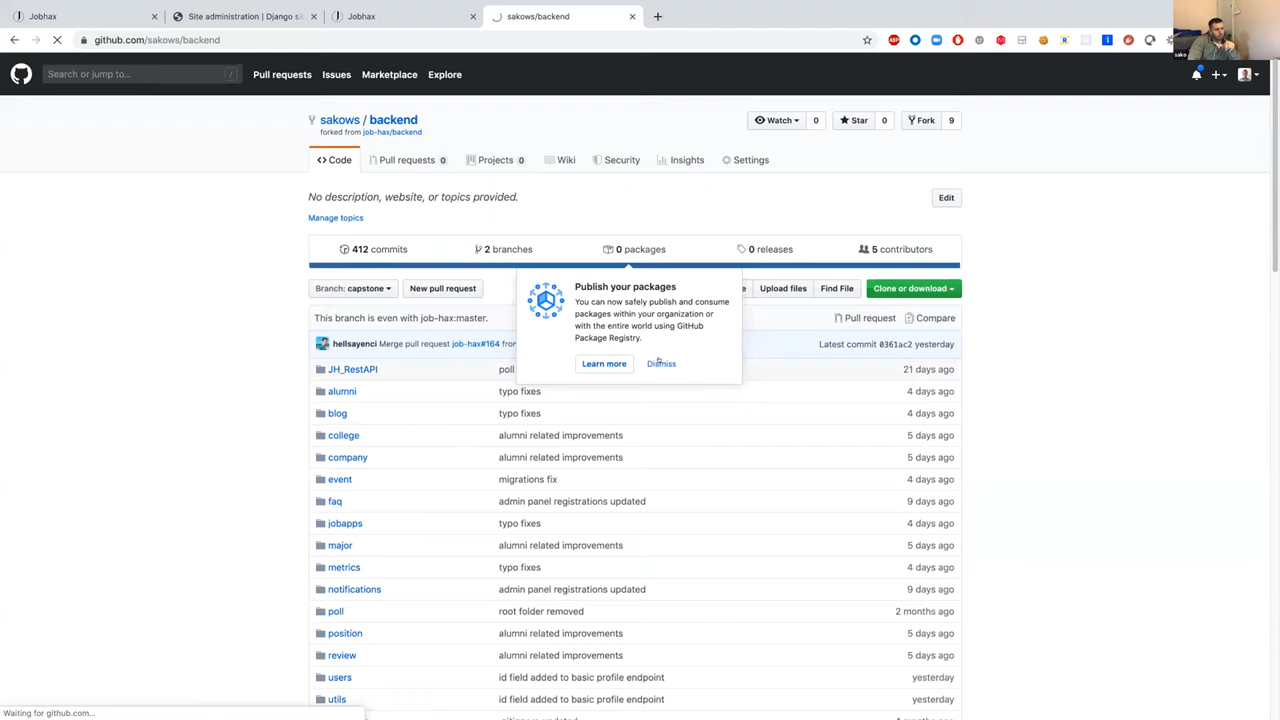 Jobhax
Site administration | Django si
Jobhax
sakows/backend
github.com/sakows/backend
sako
Search or jump to...
/
Pull requests
Issues
Marketplace
Explore
sakows / backend
forked from job-hax/backend
Watch
0
Star
0
Fork
9
Code
Pull requests 0
Projects 0
Wiki
Security
Insights
Settings
No description, website, or topics provided.
Edit
Manage topics
412 commits
2 branches
0 packages
0 releases
5 contributors
Branch: capstone
New pull request
Upload files
Find File
Clone or download
Publish your packages
You can now safely publish and consume
packages within your organization or
with the entire world using GitHub
Package Registry.
Learn more
Dismiss
This branch is even with job-hax:master.
Pull request
Compare
hellsayenci Merge pull request job-hax#164 from
Latest commit 0361ac2 yesterday
JH_RestAPI
poll
21 days ago
alumni
typo fixes
4 days ago
blog
typo fixes
4 days ago
college
alumni related improvements
5 days ago
company
alumni related improvements
5 days ago
event
migrations fix
4 days ago
faq
admin panel registrations updated
9 days ago
jobapps
typo fixes
4 days ago
major
alumni related improvements
5 days ago
metrics
typo fixes
4 days ago
notifications
admin panel registrations updated
9 days ago
poll
root folder removed
2 months ago
position
alumni related improvements
5 days ago
review
alumni related improvements
5 days ago
users
id field added to basic profile endpoint
yesterday
utils
id field added to basic profile endpoint
yesterday
Waiting for github.com...